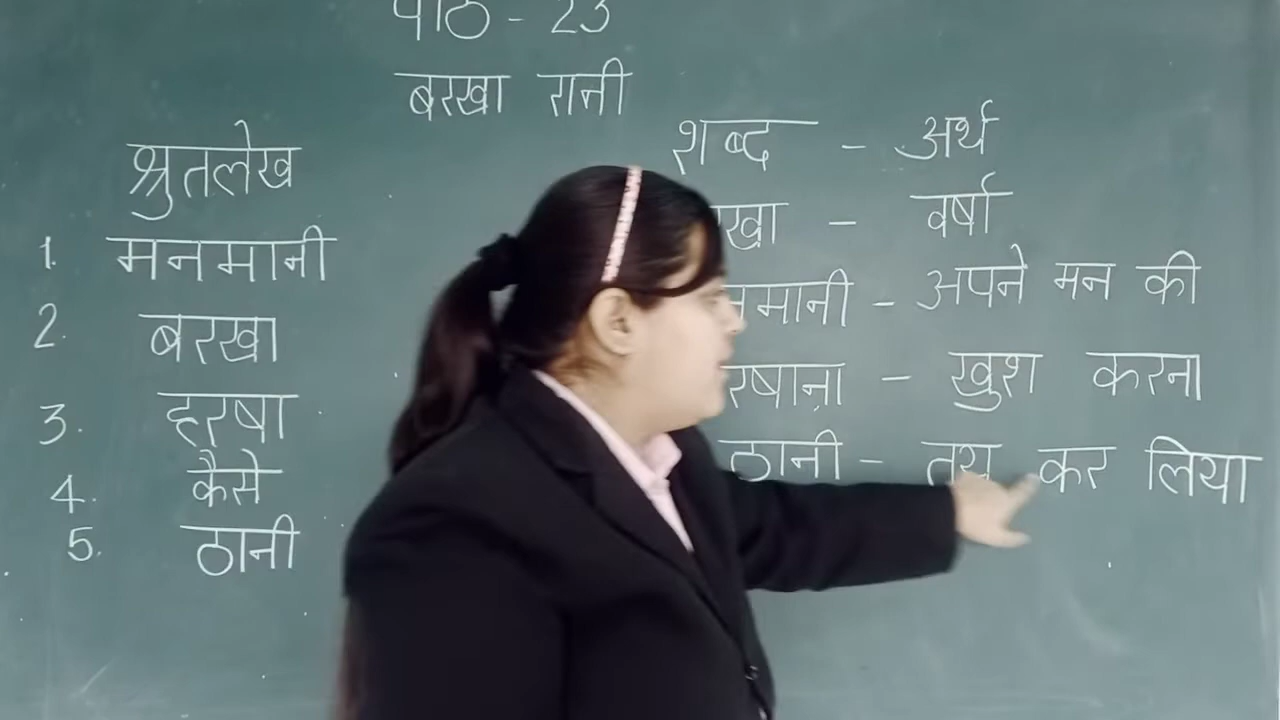 पाठ - 23
बरखा रानी
श्रुतलेख
1. मनमानी
2. बरखा
3. हरषा
4. कैसे
5. ठानी
शब्द - अर्थ
खा - वर्षा
मानी - अपने मन की
रषाना - खुश करना
ठानी - तय कर लिया